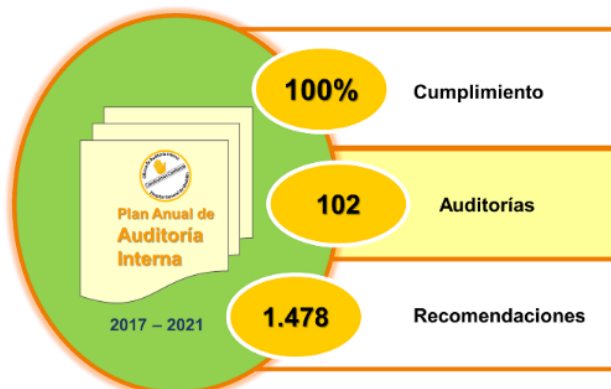 100%
Cumplimiento
102
Auditorías
1.478
Recomendaciones
Plan Anual de
Auditoría
Interna
2017 – 2021